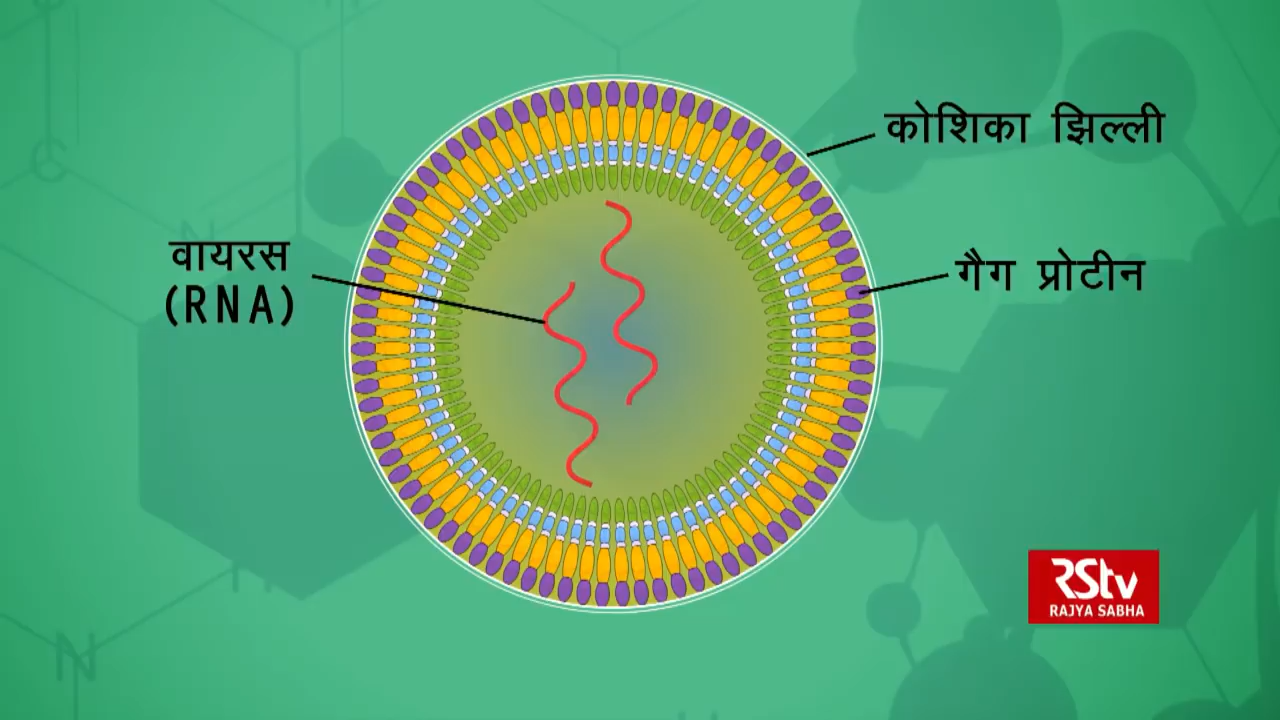 कोशिका झिल्ली
वायरस
(RNA)
गैग प्रोटीन
RStv
RAJYA SABHA
N